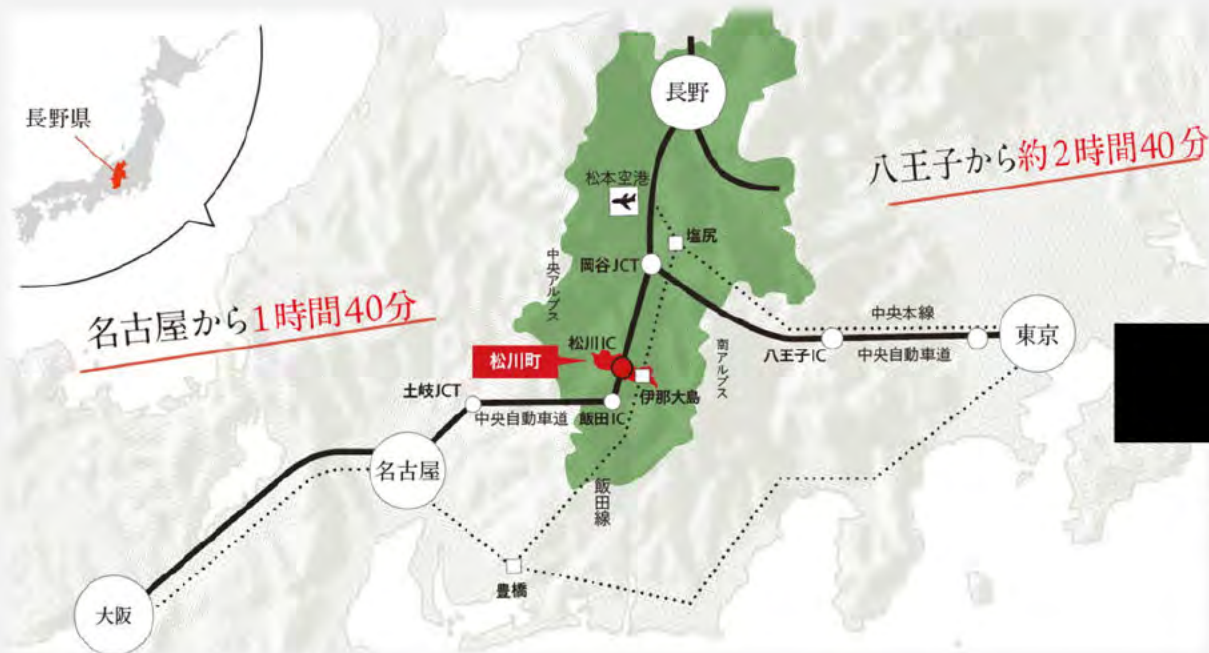 長野県
長野
八王子から約2時間40分
松本空港
塩尻
岡谷JCT
中央アルプス
名古屋から1時間40分
中央本線
東京
松川IC
松川町
南アルプス
八王子IC
中央自動車道
伊那大島
土岐JCT
中央自動車道
飯田IC
名古屋
飯田線
豊橋
大阪